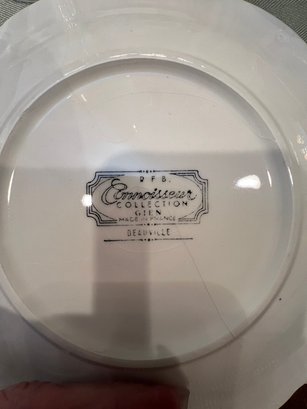 R.F.B.
Connoisseur
COLLECTION
GIEN
MADE IN FRANCE
DEAUVILLE